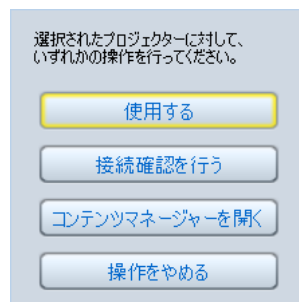 選択されたプロジェクターに対して、
いずれかの操作を行ってください。
使用する
接続確認を行う
コンテンツマネージャーを開く
操作をやめる